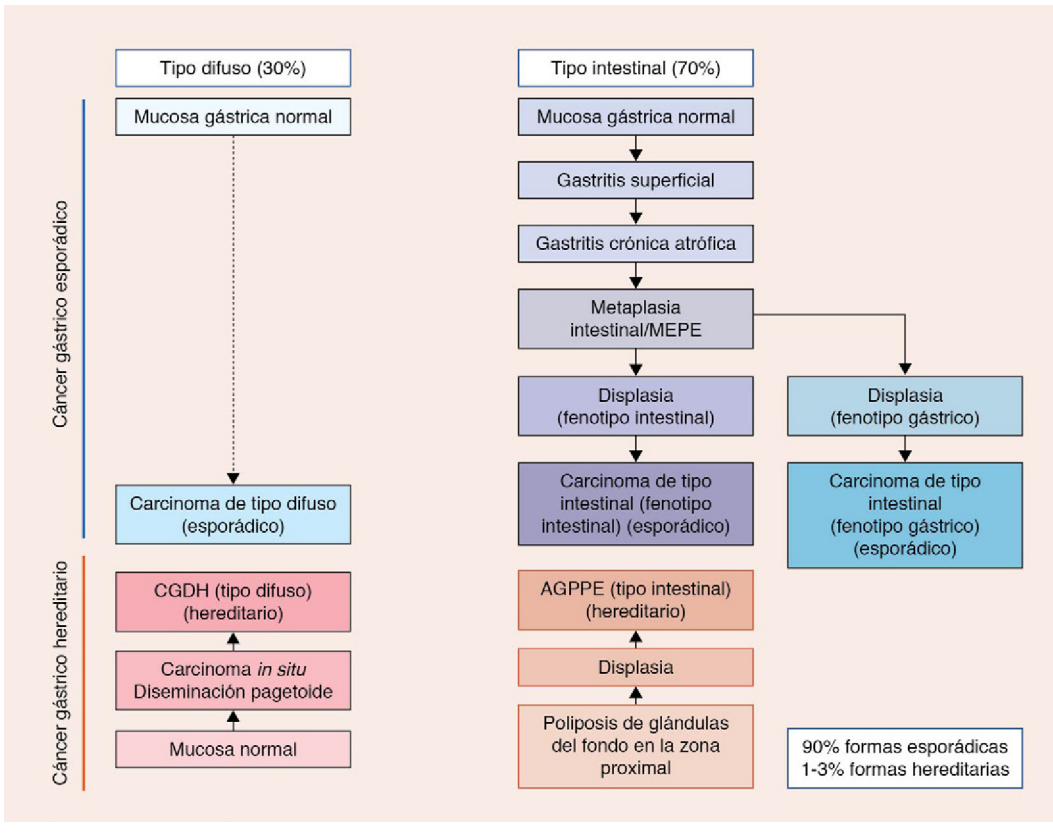 Tipo difuso (30%)
Tipo intestinal (70%)
Cáncer gástrico esporádico
Mucosa gástrica normal
Carcinoma de tipo difuso
(esporádico)
Mucosa gástrica normal
Gastritis superficial
Gastritis crónica atrófica
Metaplasia
intestinal/MEPE
Displasia
(fenotipo intestinal)
Carcinoma de tipo
intestinal (fenotipo
intestinal) (esporádico)
Displasia
(fenotipo gástrico)
Carcinoma de tipo
intestinal
(fenotipo gástrico)
(esporádico)
Cáncer gástrico hereditario
CGDH (tipo difuso)
(hereditario)
Carcinoma in situ
Diseminación pagetoide
Mucosa normal
AGPPE (tipo intestinal)
(hereditario)
Displasia
Poliposis de glándulas
del fondo en la zona
proximal
90% formas esporádicas
1-3% formas hereditarias